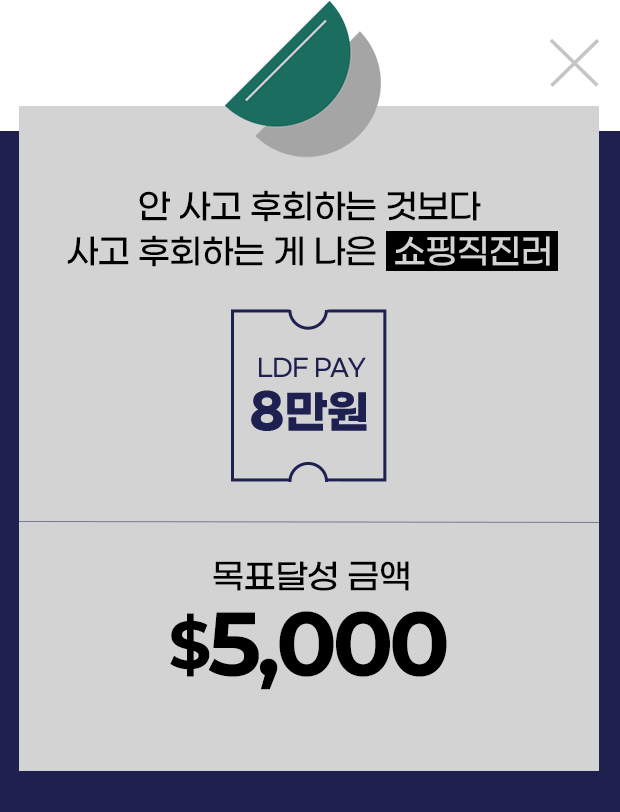 안 사고 후회하는 것보다
사고 후회하는 게 나은 쇼핑직진러
LDF PAY
8만원
목표달성 금액
$5,000